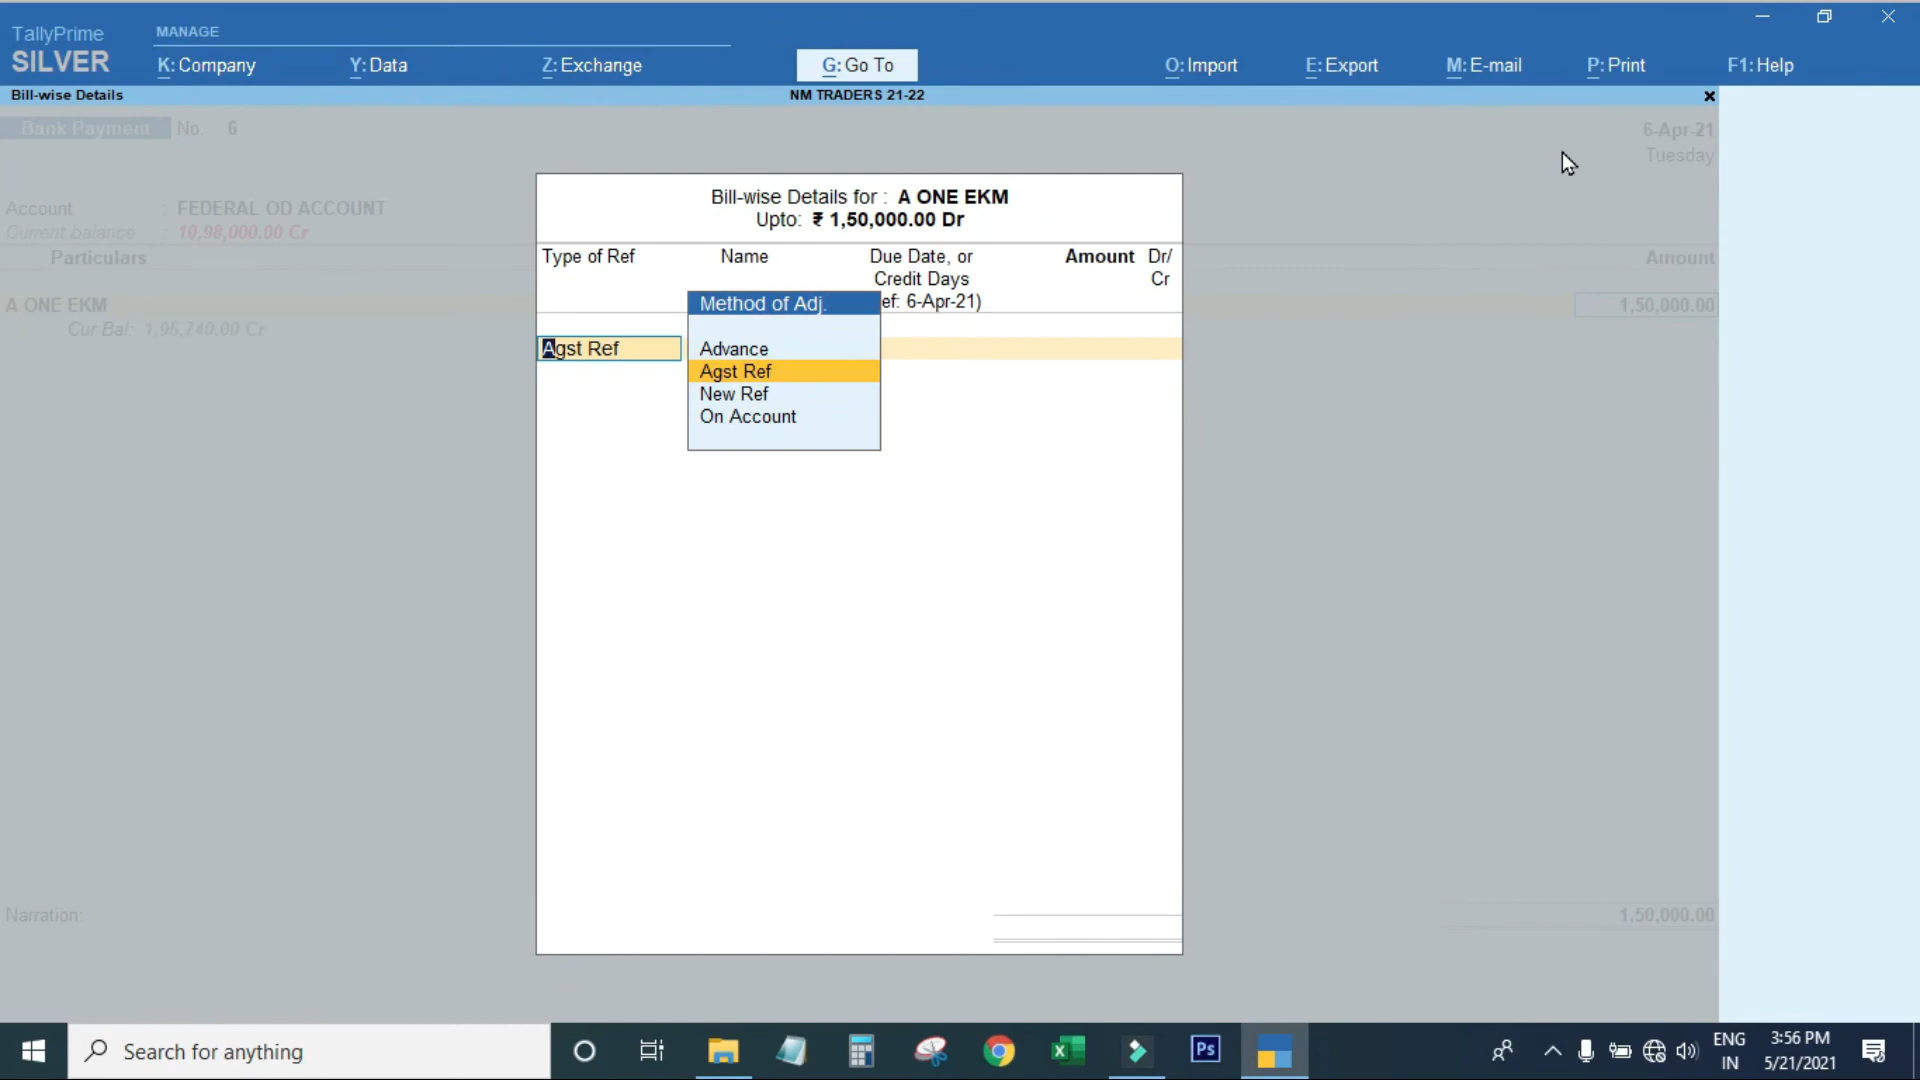 TallyPrime
SILVER
MANAGE
K: Company
Y: Data
Z: Exchange
G: Go To
O: Import
E: Export
M: E-mail
P: Print
F1: Help
Bill-wise Details
NM TRADERS 21-22
Bank Payment No. 6
6-Apr-21
Tuesday
Account : FEDERAL OD ACCOUNT
Current balance : 10,98,000.00 Cr
Particulars
Amount
A ONE EKM
1,50,000.00
Cur Bal: 1,95,740.00 Cr
Bill-wise Details for : A ONE EKM
Upto: ₹ 1,50,000.00 Dr
Type of Ref Name Due Date, or Amount Dr/
Credit Days Cr
ef: 6-Apr-21)
Method of Adj.
Agst Ref
Advance
Agst Ref
New Ref
On Account
Narration:
1,50,000.00
Search for anything
Ps
ENG
IN
3:56 PM
5/21/2021